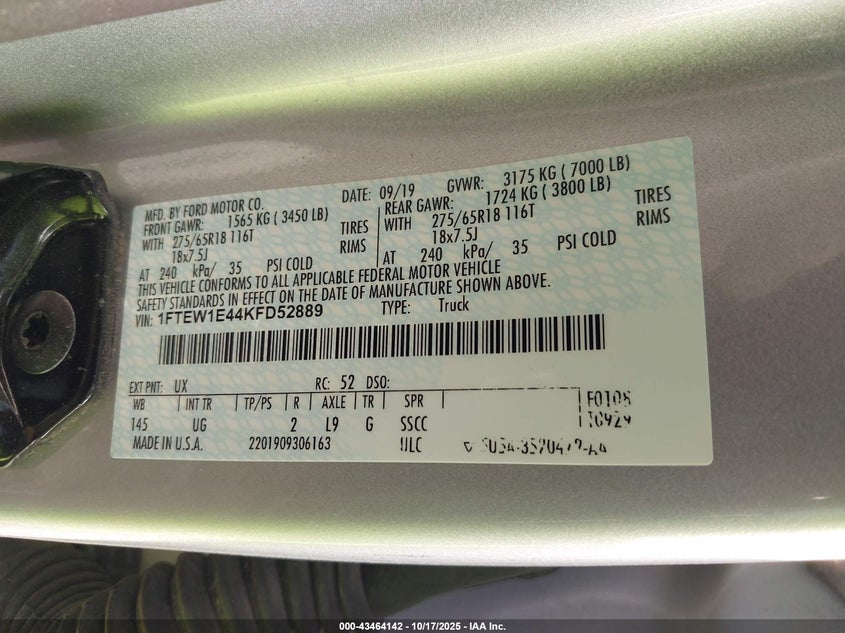 MFD. BY FORD MOTOR CO. DATE: 09/19 GVWR: 3175 KG ( 7000 LB)
FRONT GAWR: 1565 KG ( 3450 LB) REAR GAWR: 1724 KG ( 3800 LB)
WITH 275/65R18 116T TIRES WITH 275/65R18 116T TIRES
18x7.5J RIMS 18x7.5J RIMS
AT 240 kPa/ 35 PSI COLD AT 240 kPa/ 35 PSI COLD
THIS VEHICLE CONFORMS TO ALL APPLICABLE FEDERAL MOTOR VEHICLE
SAFETY STANDARDS IN EFFECT ON THE DATE OF MANUFACTURE SHOWN ABOVE.
VIN: 1FTEW1E44KFD52889 TYPE: Truck
EXT PNT: UX RC: 52 DSO:
WB INT TR TP/PS R AXLE TR SPR
145 UG 2 L9 G SSCC
MADE IN U.S.A. 2201909306163
000-43464142 - 10/17/2025 - IAA Inc.